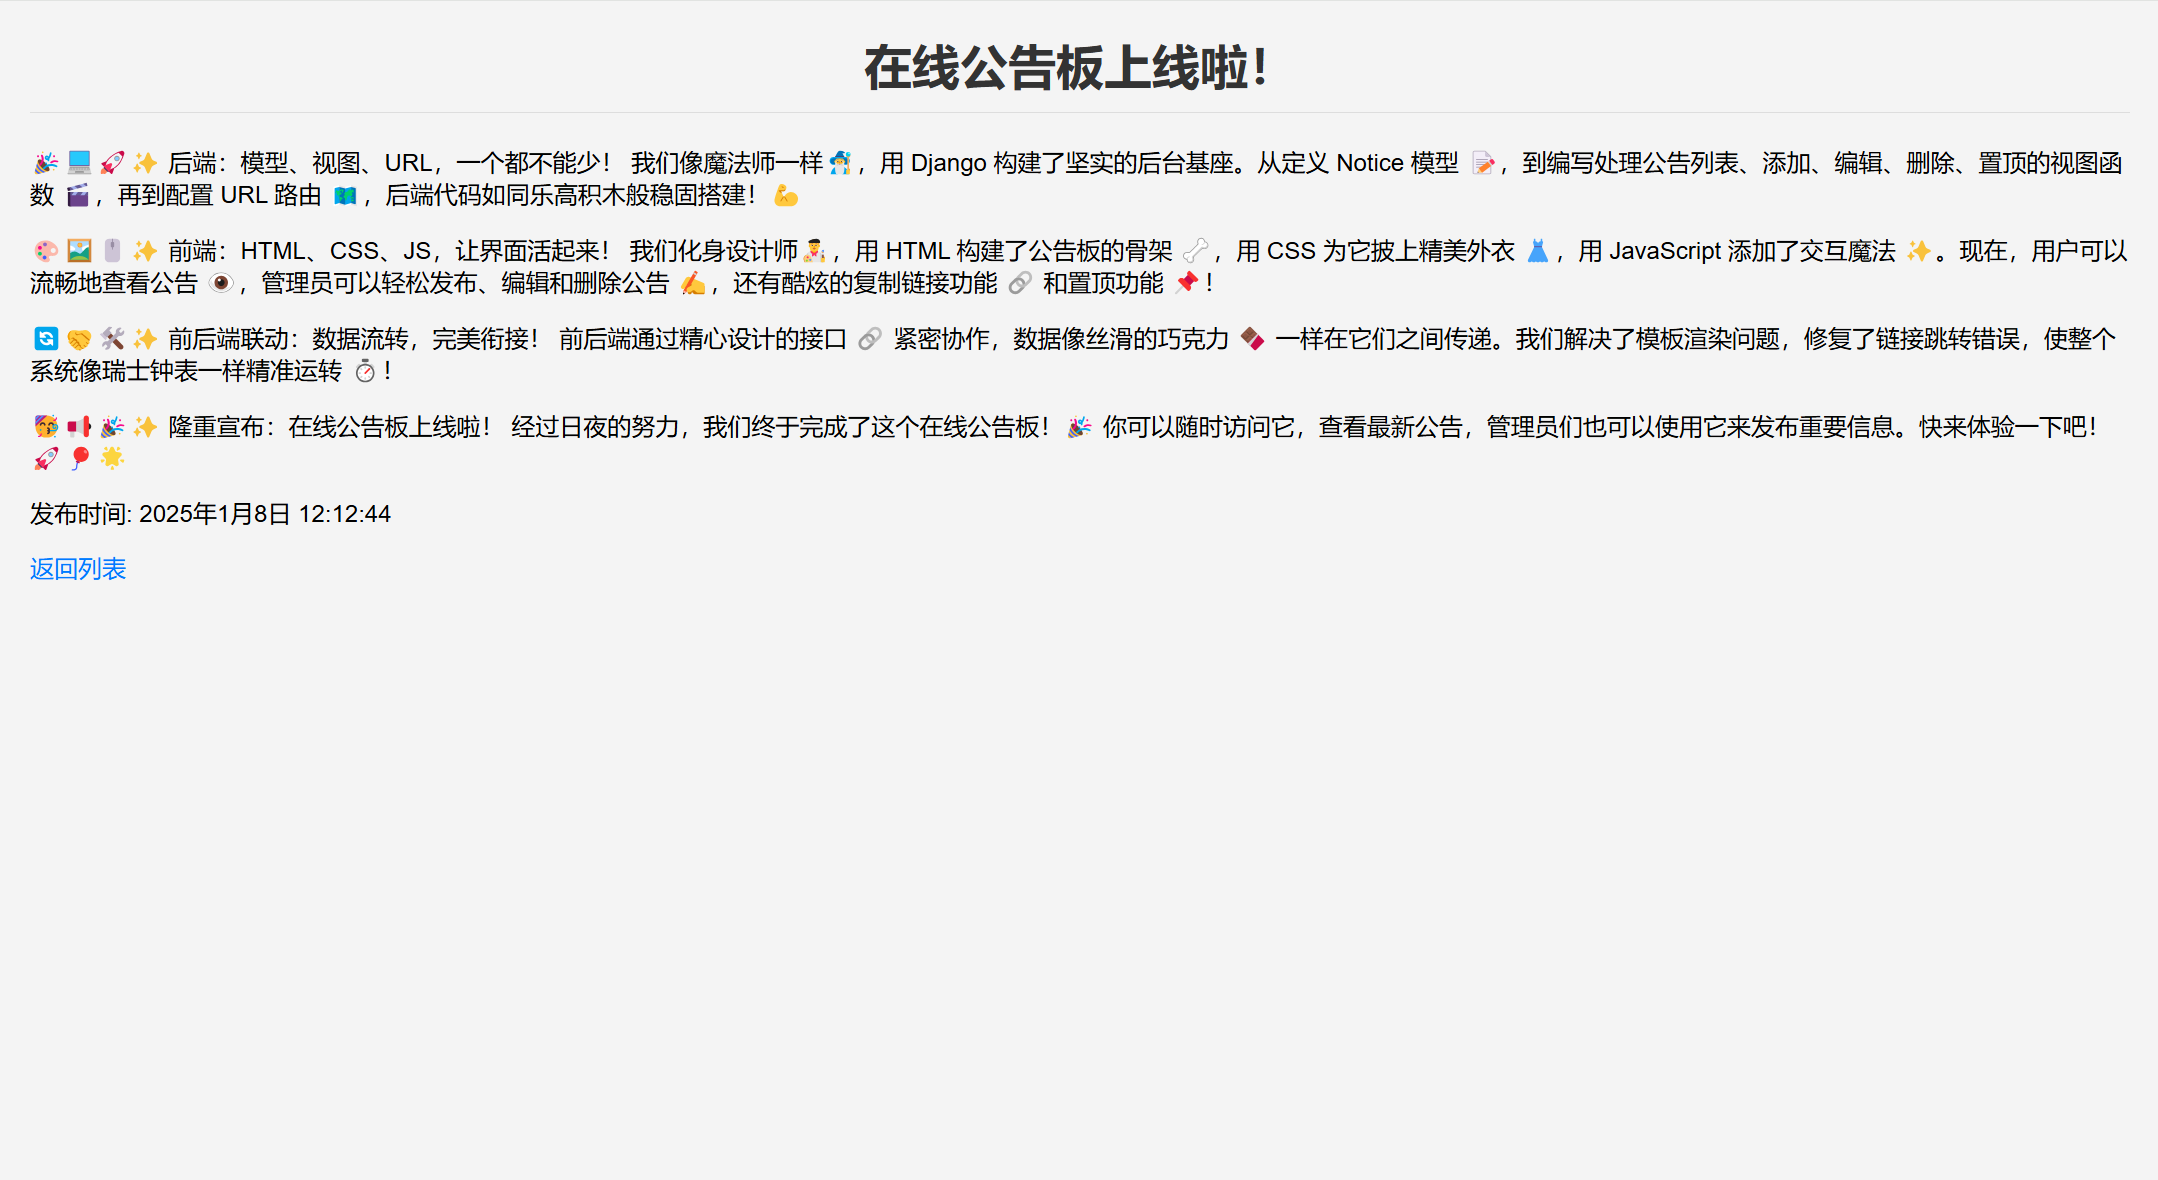 在线公告板上线啦！
🎉 💻 🚀 ✨ 后端：模型、视图、URL，一个都不能少！ 我们像魔法师一样🧙‍♂️，用 Django 构建了坚实的后台基座。从定义 Notice 模型 📝，到编写处理公告列表、添加、编辑、删除、置顶的视图函
数 🎬，再到配置 URL 路由 🗺️，后端代码如同乐高积木般稳固搭建！💪
🎨 🖼️ 🖱️ ✨ 前端：HTML、CSS、JS，让界面活起来！ 我们化身设计师👨‍🎨，用 HTML 构建了公告板的骨架 🦴，用 CSS 为它披上精美外衣 👗，用 JavaScript 添加了交互魔法 ✨。现在，用户可以
流畅地查看公告 👁️，管理员可以轻松发布、编辑和删除公告 ✍️，还有酷炫的复制链接功能 🔗 和置顶功能 📌！
🔄 🤝 🛠️ ✨ 前后端联动：数据流转，完美衔接！ 前后端通过精心设计的接口 🔗 紧密协作，数据像丝滑的巧克力 🍫 一样在它们之间传递。我们解决了模板渲染问题，修复了链接跳转错误，使整个
系统像瑞士钟表一样精准运转 ⏱️！
🥳 📢 🎉 ✨ 隆重宣布：在线公告板上线啦！ 经过日夜的努力，我们终于完成了这个在线公告板！🎉 你可以随时访问它，查看最新公告，管理员们也可以使用它来发布重要信息。快来体验一下吧！
🚀 🎈 🌟
发布时间: 2025年1月8日 12:12:44
返回列表